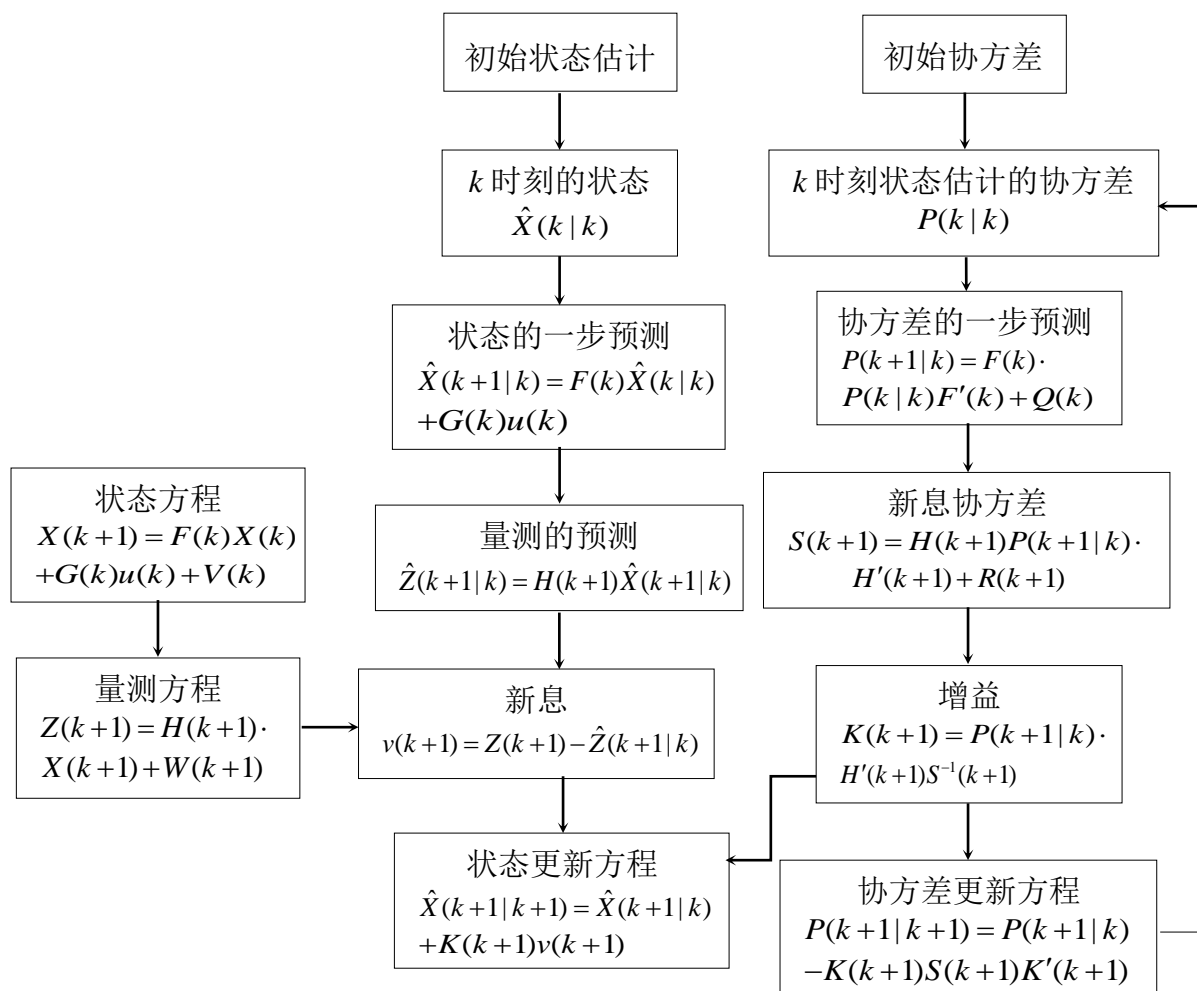 初始状态估计
初始协方差
k 时刻的状态
X̂(k|k)
k 时刻状态估计的协方差
P(k|k)
状态的一步预测
X̂(k+1|k)=F(k)X̂(k|k)
+G(k)u(k)
协方差的一步预测
P(k+1|k)=F(k)·
P(k|k)F′(k)+Q(k)
状态方程
X(k+1)=F(k)X(k)
+G(k)u(k)+V(k)
量测的预测
Ẑ(k+1|k)=H(k+1)X̂(k+1|k)
新息协方差
S(k+1)=H(k+1)P(k+1|k)·
H′(k+1)+R(k+1)
量测方程
Z(k+1)=H(k+1)·
X(k+1)+W(k+1)
新息
v(k+1)=Z(k+1)−Ẑ(k+1|k)
增益
K(k+1)=P(k+1|k)·
H′(k+1)S⁻¹(k+1)
状态更新方程
X̂(k+1|k+1)=X̂(k+1|k)
+K(k+1)v(k+1)
协方差更新方程
P(k+1|k+1)=P(k+1|k)
−K(k+1)S(k+1)K′(k+1)